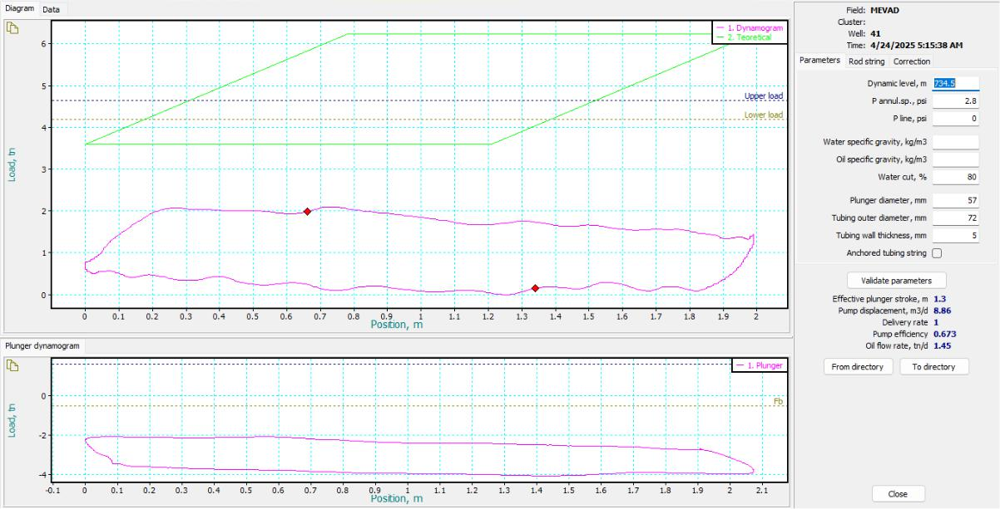 Diagram Data
1. Dynamogram
2. Teoretical
Upper load
Lower load
Load, tn
6
5
4
3
2
1
0
0 0.1 0.2 0.3 0.4 0.5 0.6 0.7 0.8 0.9 1 1.1 1.2 1.3 1.4 1.5 1.6 1.7 1.8 1.9 2
Position, m
Plunger dynamogram
1. Plunger
Fb
Load, tn
0
-2
-4
-0.1 0 0.1 0.2 0.3 0.4 0.5 0.6 0.7 0.8 0.9 1 1.1 1.2 1.3 1.4 1.5 1.6 1.7 1.8 1.9 2 2.1
Position, m
Field: MEVAD
Cluster:
Well: 41
Time: 4/24/2025 5:15:38 AM
Parameters Rod string Correction
Dynamic level, m 734.5
P annul.sp., psi 2.8
P line, psi 0
Water specific gravity, kg/m3
Oil specific gravity, kg/m3
Water cut, % 80
Plunger diameter, mm 57
Tubing outer diameter, mm 72
Tubing wall thickness, mm 5
Anchored tubing string
Validate parameters
Effective plunger stroke, m 1.3
Pump displacement, m3/d 8.86
Delivery rate 1
Pump efficiency 0.673
Oil flow rate, tn/d 1.45
From directory To directory
Close